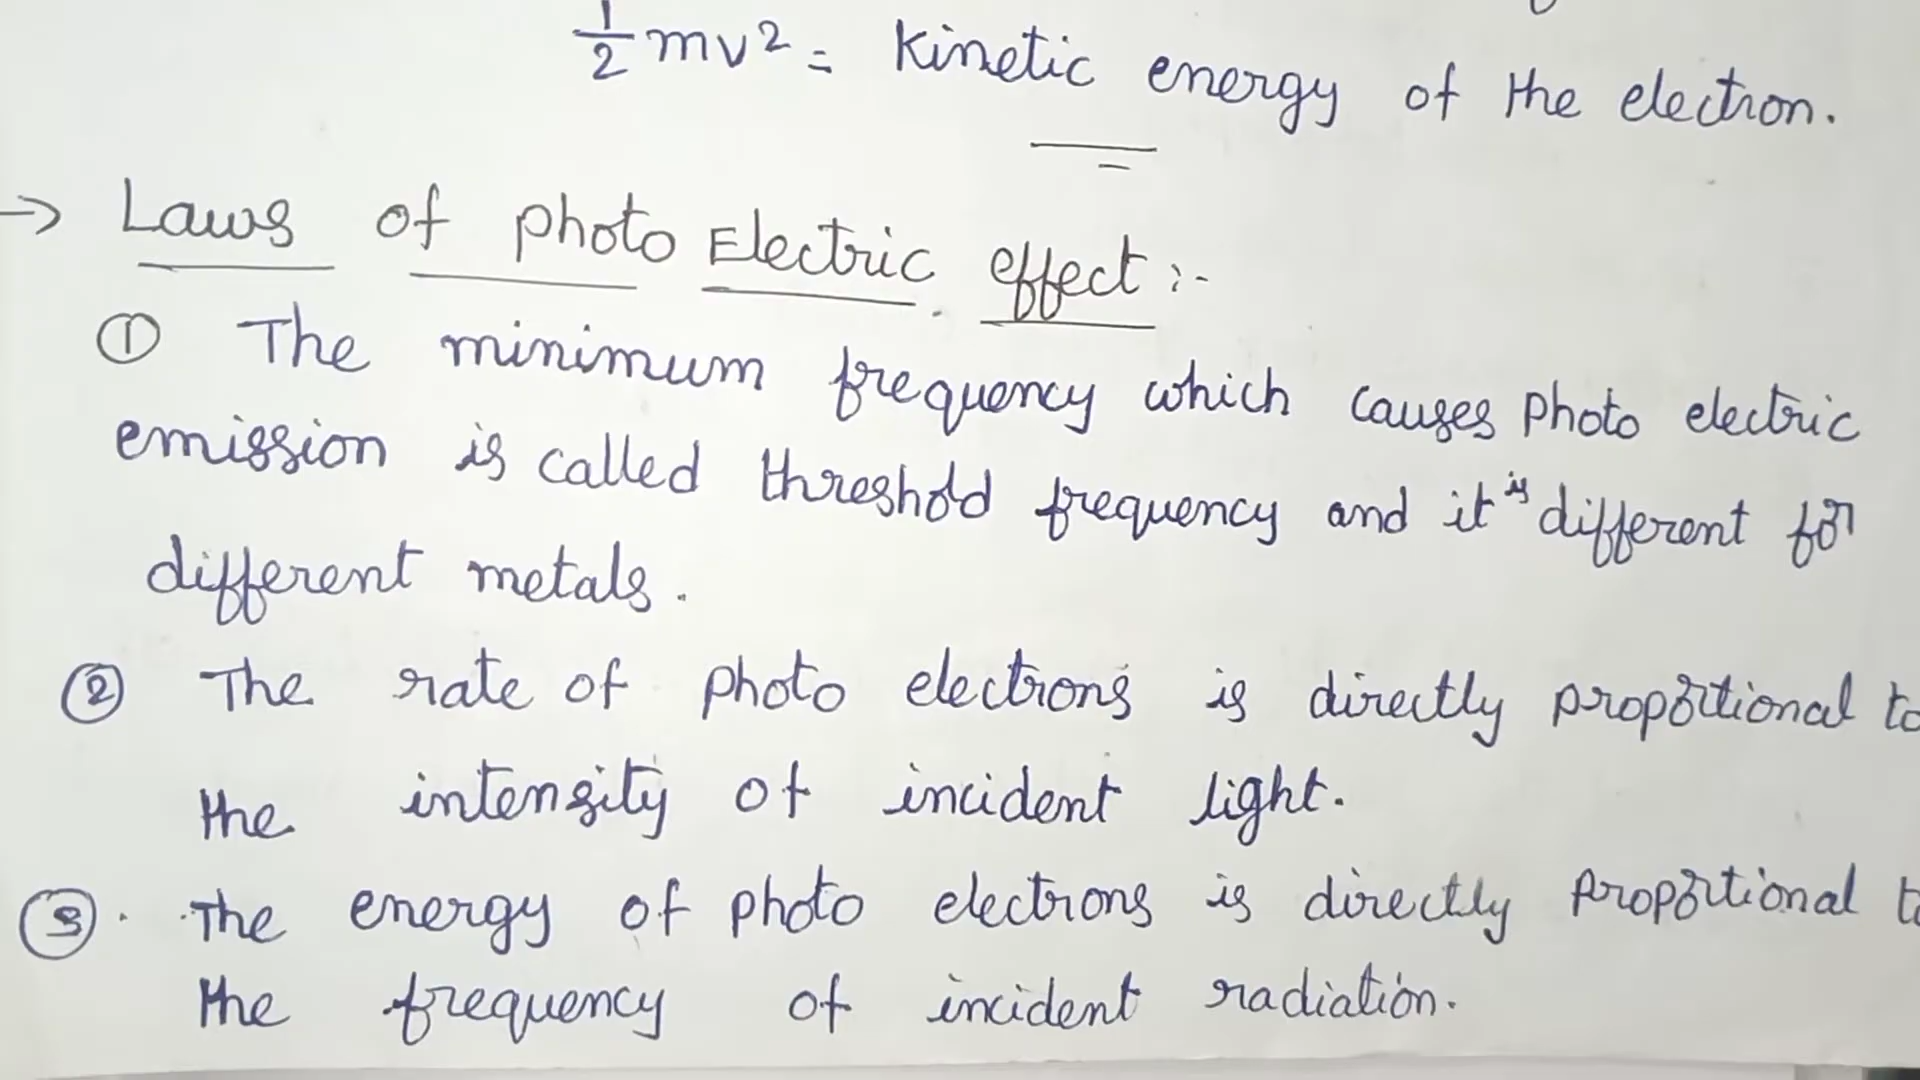 ½mv² = Kinetic energy of the electron.
→ Laws of photo Electric effect :-
① The minimum frequency which causes photo electric
emission is called threshold frequency and it is different for
different metals.
② The rate of photo electrons is directly proportional to
the intensity of incident light.
③. The energy of photo electrons is directly proportional to
the frequency of incident radiation.